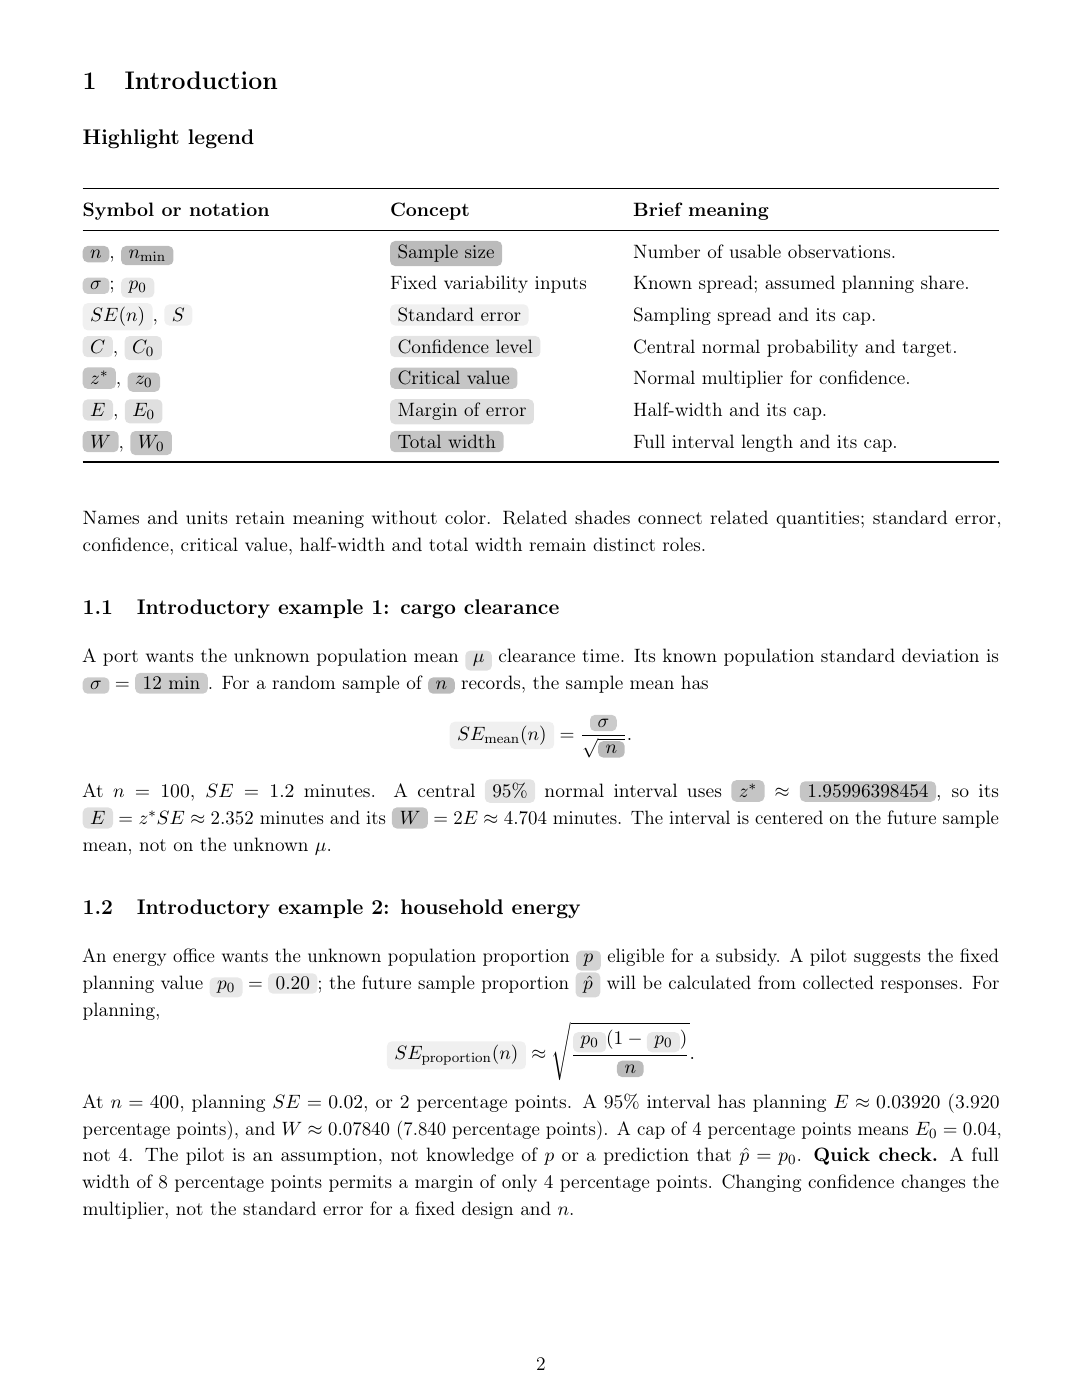 1 Introduction
Highlight legend
Symbol or notation Concept Brief meaning
n, n_min Sample size Number of usable observations.
σ; p₀ Fixed variability inputs Known spread; assumed planning share.
SE(n), S Standard error Sampling spread and its cap.
C, C₀ Confidence level Central normal probability and target.
z*, z₀ Critical value Normal multiplier for confidence.
E, E₀ Margin of error Half-width and its cap.
W, W₀ Total width Full interval length and its cap.
Names and units retain meaning without color. Related shades connect related quantities; standard error,
confidence, critical value, half-width and total width remain distinct roles.
1.1 Introductory example 1: cargo clearance
A port wants the unknown population mean μ clearance time. Its known population standard deviation is
σ = 12 min. For a random sample of n records, the sample mean has
SE_mean(n) = σ/√n.
At n = 100, SE = 1.2 minutes. A central 95% normal interval uses z* ≈ 1.95996398454, so its
E = z*SE ≈ 2.352 minutes and its W = 2E ≈ 4.704 minutes. The interval is centered on the future sample
mean, not on the unknown μ.
1.2 Introductory example 2: household energy
An energy office wants the unknown population proportion p eligible for a subsidy. A pilot suggests the fixed
planning value p₀ = 0.20; the future sample proportion p̂ will be calculated from collected responses. For
planning,
SE_proportion(n) ≈ √(p₀(1 − p₀)/n).
At n = 400, planning SE = 0.02, or 2 percentage points. A 95% interval has planning E ≈ 0.03920 (3.920
percentage points), and W ≈ 0.07840 (7.840 percentage points). A cap of 4 percentage points means E₀ = 0.04,
not 4. The pilot is an assumption, not knowledge of p or a prediction that p̂ = p₀. Quick check. A full
width of 8 percentage points permits a margin of only 4 percentage points. Changing confidence changes the
multiplier, not the standard error for a fixed design and n.
2